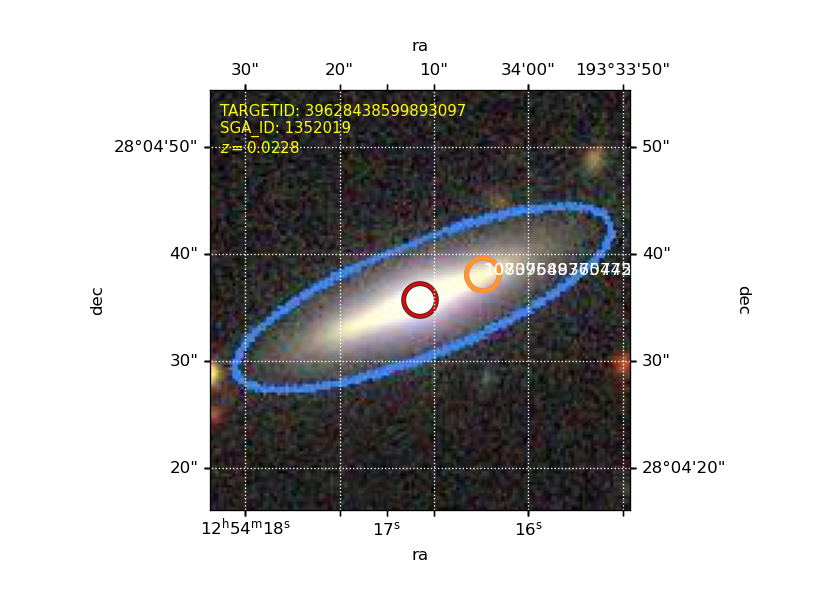 ra
30" 20" 10" 34'00" 193°33'50"
TARGETID: 39628438599893097
SGA_ID: 1352019
z = 0.0228
28°04'50" 50"
40" 40"
dec dec
30" 30"
20" 28°04'20"
12ʰ54ᵐ18ˢ 17ˢ 16ˢ
ra